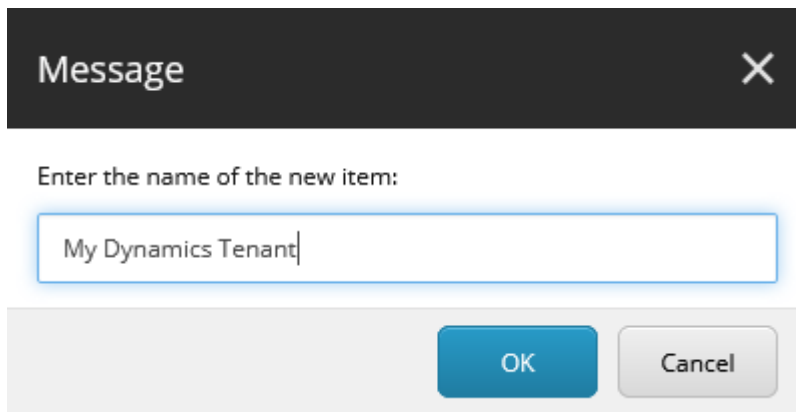 Message
Enter the name of the new item:
My Dynamics Tenant
OK
Cancel